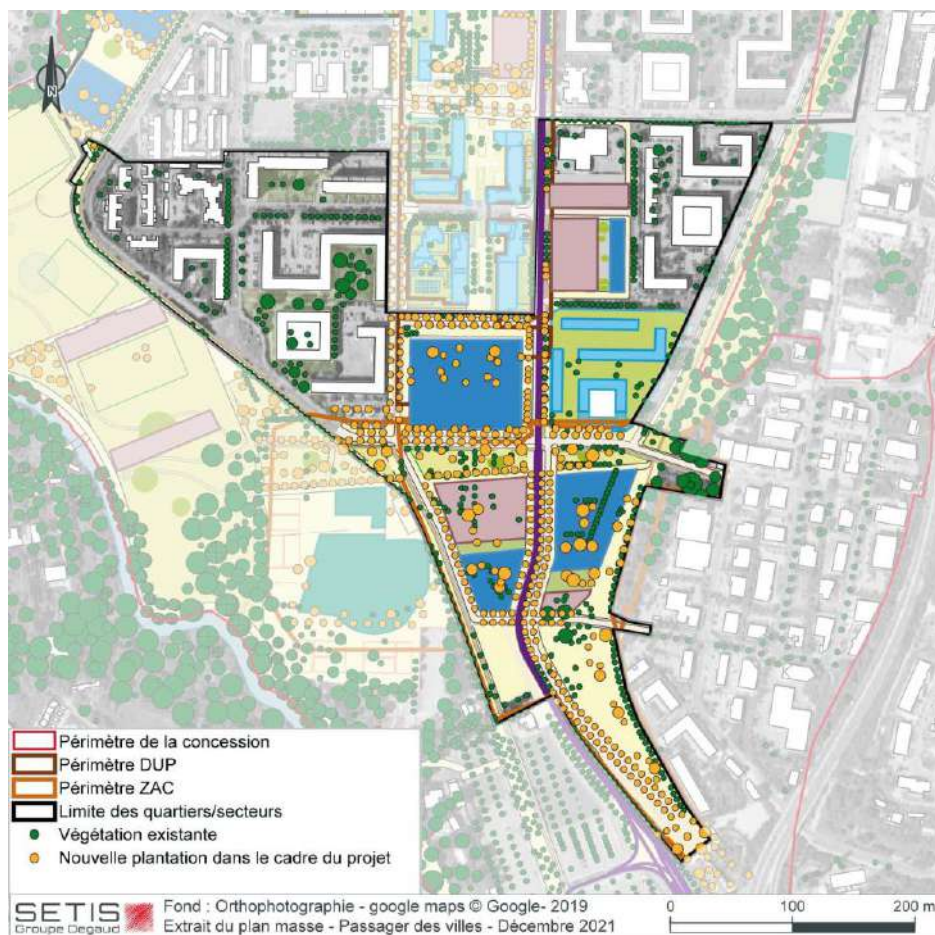 N
Périmètre de la concession
Périmètre DUP
Périmètre ZAC
Limite des quartiers/secteurs
Végétation existante
Nouvelle plantation dans le cadre du projet
SETIS
Groupe Degaud
Fond : Orthophotographie - google maps © Google- 2019
Extrait du plan masse - Passager des villes - Décembre 2021
0 100 200 m